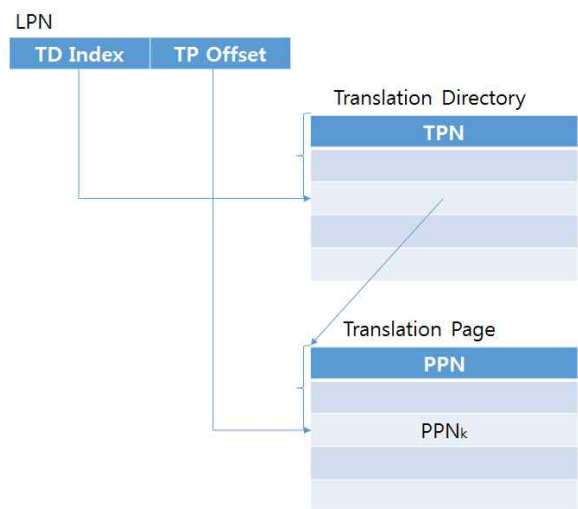 LPN
TD Index TP Offset
Translation Directory
TPN
Translation Page
PPN
PPNk